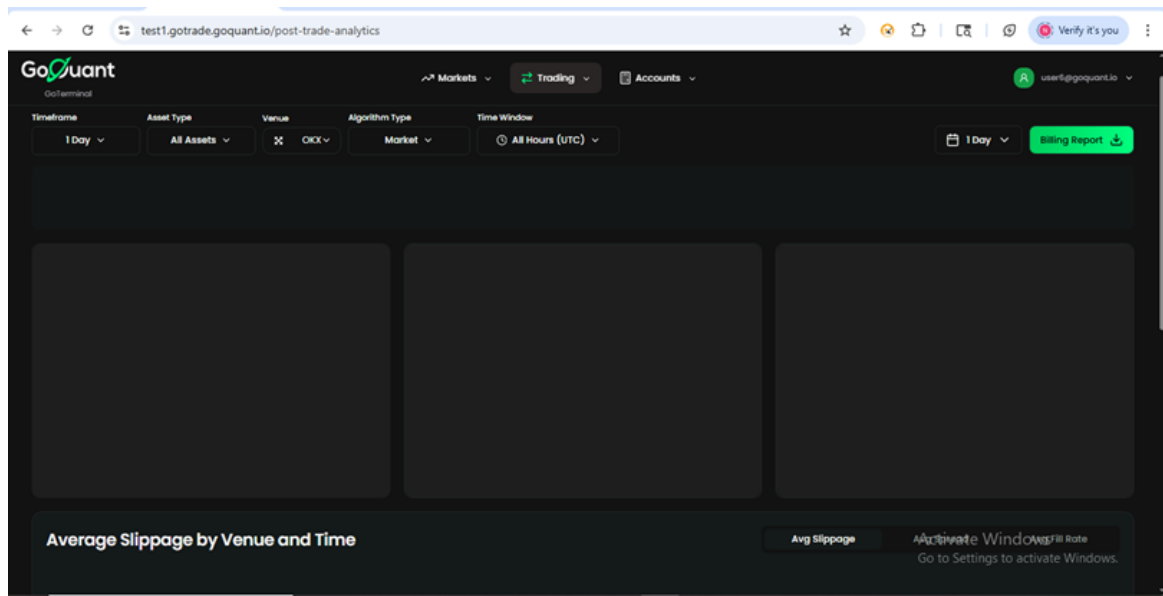 test1.gotrade.goquant.io/post-trade-analytics
Verify it's you
GoQuant
GoTerminal
Markets
Trading
Accounts
user6@goquant.io
Timeframe
Asset Type
Venue
Algorithm Type
Time Window
1 Day
All Assets
OKX
Market
All Hours (UTC)
1 Day
Billing Report
Average Slippage by Venue and Time
Avg Slippage
Avg Fill Rate
Activate Windows
Go to Settings to activate Windows.